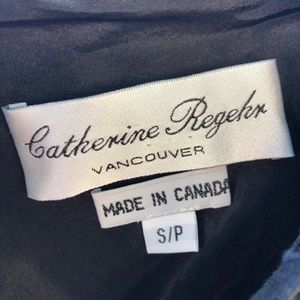 Catherine Regehr
VANCOUVER
MADE IN CANADA
S/P